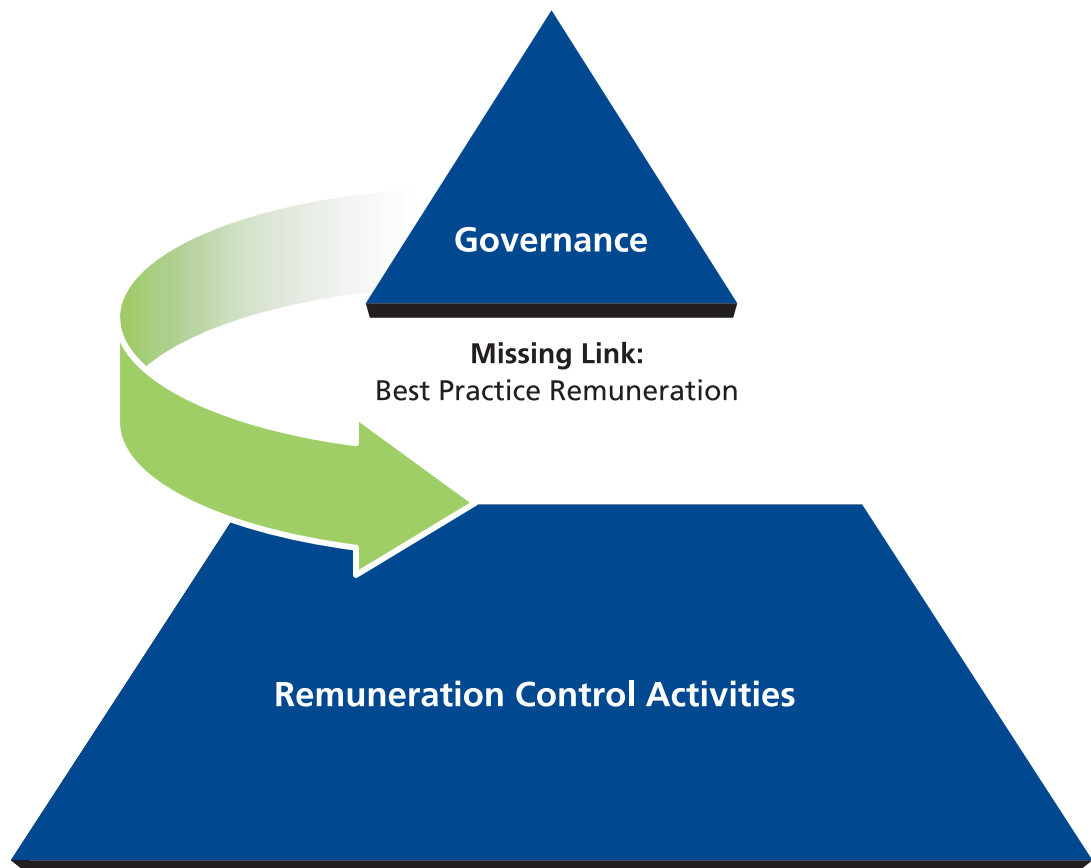 Governance
Missing Link:
Best Practice Remuneration
Remuneration Control Activities